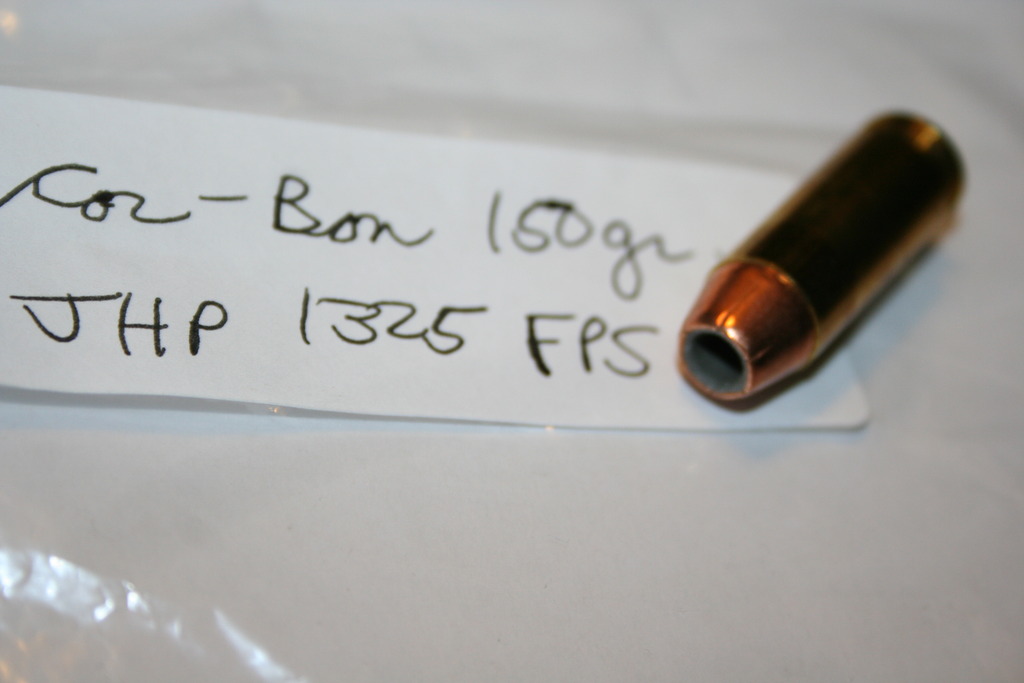 Cor-Bon 150gr
JHP 1325 FPS